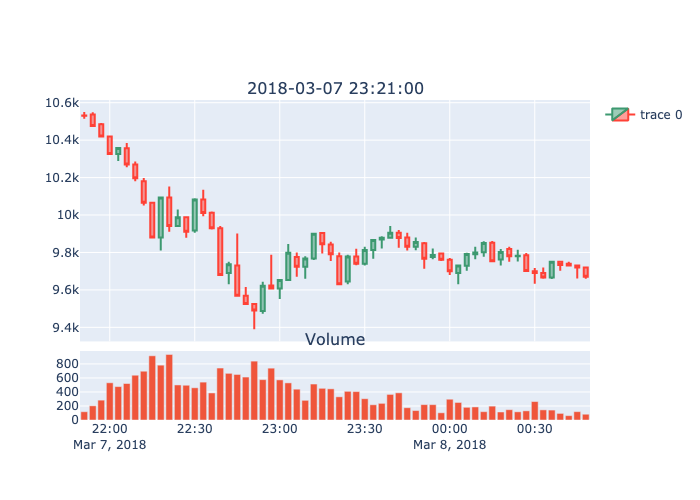 2018-03-07 23:21:00
10.6k
10.4k
10.2k
10k
9.8k
9.6k
9.4k
trace 0
Volume
800
600
400
200
0
22:00 22:30 23:00 23:30 00:00 00:30
Mar 7, 2018 Mar 8, 2018